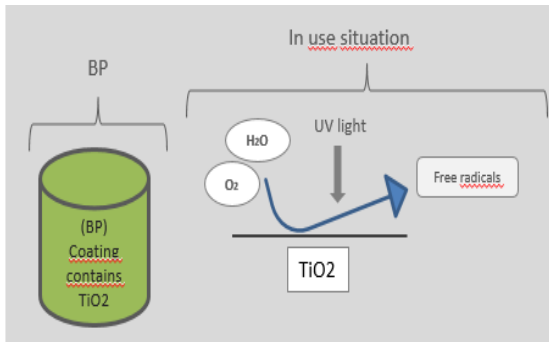 BP
In use situation
(BP)
Coating
contains
TiO2
H2O
O2
UV light
Free radicals
TiO2